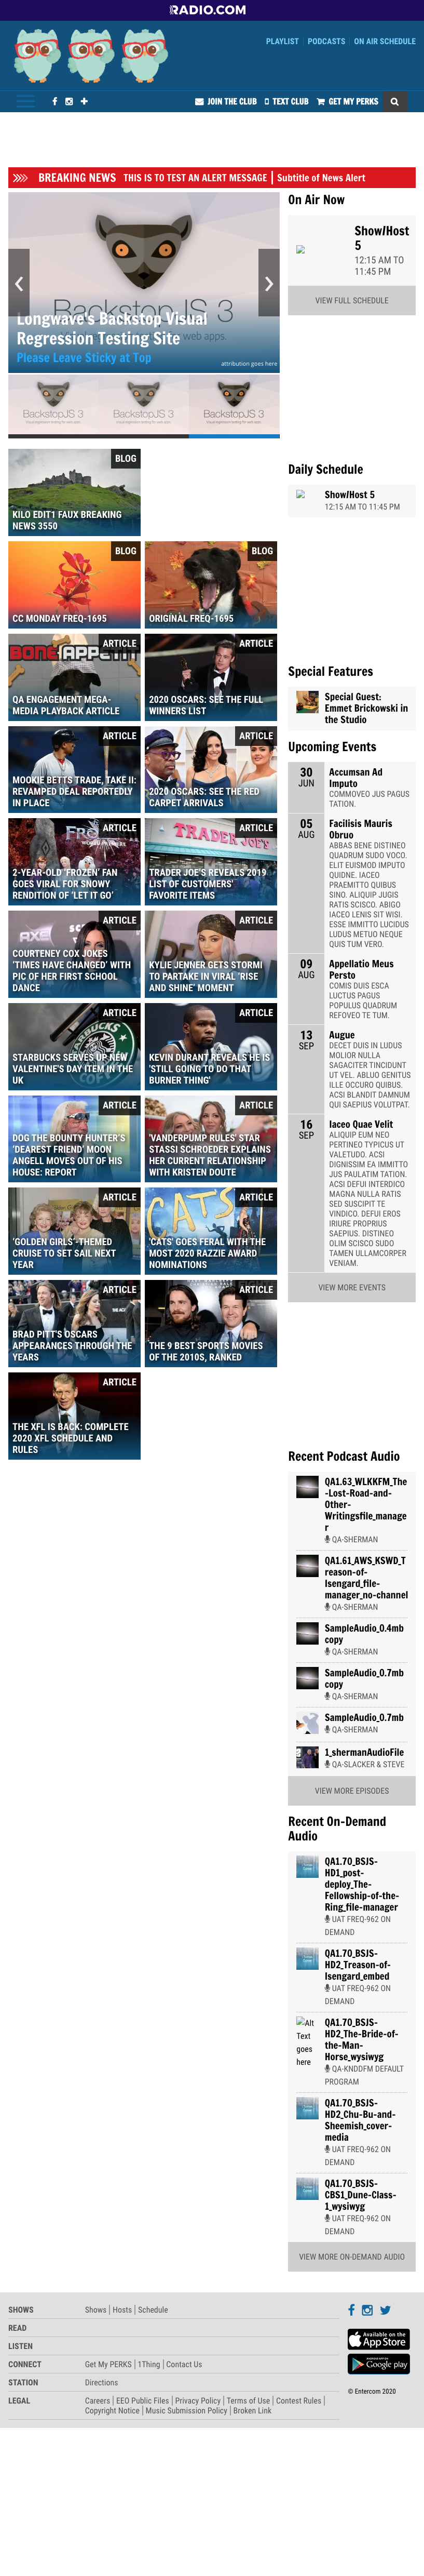 RADIO.COM
PLAYLIST PODCASTS ON AIR SCHEDULE
JOIN THE CLUB TEXT CLUB GET MY PERKS
BREAKING NEWS THIS IS TO TEST AN ALERT MESSAGE Subtitle of News Alert
BackstopJS 3
Longwave's Backstop Visual
Regression Testing Site
Please Leave Sticky at Top
attribution goes here
BackstopJS 3
BackstopJS 3
BackstopJS 3
BLOG
KILO EDIT1 FAUX BREAKING
NEWS 3550
BLOG
CC MONDAY FREQ-1695
BLOG
ORIGINAL FREQ-1695
ARTICLE
QA ENGAGEMENT MEGA-
MEDIA PLAYBACK ARTICLE
ARTICLE
2020 OSCARS: SEE THE FULL
WINNERS LIST
ARTICLE
MOOKIE BETTS TRADE, TAKE II:
REVAMPED DEAL REPORTEDLY
IN PLACE
ARTICLE
2020 OSCARS: SEE THE RED
CARPET ARRIVALS
ARTICLE
2-YEAR-OLD 'FROZEN' FAN
GOES VIRAL FOR SNOWY
RENDITION OF 'LET IT GO'
ARTICLE
TRADER JOE'S REVEALS 2019
LIST OF CUSTOMERS'
FAVORITE ITEMS
ARTICLE
COURTENEY COX JOKES
'TIMES HAVE CHANGED' WITH
PIC OF HER FIRST SCHOOL
DANCE
ARTICLE
KYLIE JENNER GETS STORMI
TO PARTAKE IN VIRAL 'RISE
AND SHINE' MOMENT
ARTICLE
STARBUCKS SERVES UP NEW
VALENTINE'S DAY ITEM IN THE
UK
ARTICLE
KEVIN DURANT REVEALS HE IS
'STILL GOING TO DO THAT
BURNER THING'
ARTICLE
DOG THE BOUNTY HUNTER'S
'DEAREST FRIEND' MOON
ANGELL MOVES OUT OF HIS
HOUSE: REPORT
ARTICLE
'VANDERPUMP RULES' STAR
STASSI SCHROEDER EXPLAINS
HER CURRENT RELATIONSHIP
WITH KRISTEN DOUTE
ARTICLE
'GOLDEN GIRLS'-THEMED
CRUISE TO SET SAIL NEXT
YEAR
ARTICLE
'CATS' GOES FERAL WITH THE
MOST 2020 RAZZIE AWARD
NOMINATIONS
ARTICLE
BRAD PITT'S OSCARS
APPEARANCES THROUGH THE
YEARS
ARTICLE
THE 9 BEST SPORTS MOVIES
OF THE 2010S, RANKED
ARTICLE
THE XFL IS BACK: COMPLETE
2020 XFL SCHEDULE AND
RULES
On Air Now
Show/Host
5
12:15 AM TO
11:45 PM
VIEW FULL SCHEDULE
Daily Schedule
Show/Host 5
12:15 AM TO 11:45 PM
Special Features
Special Guest:
Emmet Brickowski in
the Studio
Upcoming Events
30
JUN
Accumsan Ad
Imputo
COMMOVEO JUS PAGUS
TATION.
05
AUG
Facilisis Mauris
Obruo
ABBAS BENE DISTINEO
QUADRUM SUDO VOCO.
ELIT EUISMOD IMPUTO
QUIDNE. IACEO
PRAEMITTO QUIBUS
SINO. ALIQUIP JUGIS
RATIS SCISCO. ABIGO
IACEO LENIS SIT WISI.
ESSE IMMITTO LUCIDUS
LUDUS METUO NEQUE
QUIS TUM VERO.
09
AUG
Appellatio Meus
Persto
COMIS DUIS ESCA
LUCTUS PAGUS
POPULUS QUADRUM
REFOVEO TE TUM.
13
SEP
Augue
DECET DUIS IN LUDUS
MOLIOR NULLA
SAGACITER TINCIDUNT
UT VEL. ABLUO GENITUS
ILLE OCCURO QUIBUS.
ACSI BLANDIT DAMNUM
QUI SAEPIUS VOLUTPAT.
16
SEP
Iaceo Quae Velit
ALIQUIP EUM NEO
PERTINEO TYPICUS UT
VALETUDO. ACSI
DIGNISSIM EA IMMITTO
JUS PAULATIM TATION.
ACSI DEFUI INTERDICO
MAGNA NULLA RATIS
SED SUSCIPIT TE
VINDICO. DEFUI EROS
IRIURE PROPRIUS
SAEPIUS. DISTINEO
OLIM SCISCO SUDO
TAMEN ULLAMCORPER
VENIAM.
VIEW MORE EVENTS
Recent Podcast Audio
QA1.63_WLKKFM_The
-Lost-Road-and-
Other-
Writingsfile_manage
r
QA-SHERMAN
QA1.61_AWS_KSWD_T
reason-of-
Isengard_file-
manager_no-channel
QA-SHERMAN
SampleAudio_0.4mb
copy
QA-SHERMAN
SampleAudio_0.7mb
copy
QA-SHERMAN
SampleAudio_0.7mb
QA-SHERMAN
1_shermanAudioFile
QA-SLACKER & STEVE
VIEW MORE EPISODES
Recent On-Demand
Audio
QA1.70_BSJS-
HD1_post-
deploy_The-
Fellowship-of-the-
Ring_file-manager
UAT FREQ-962 ON
DEMAND
QA1.70_BSJS-
HD2_Treason-of-
Isengard_embed
UAT FREQ-962 ON
DEMAND
Alt
Text
goes
here
QA1.70_BSJS-
HD2_The-Bride-of-
the-Man-
Horse_wysiwyg
QA-KNDDFM DEFAULT
PROGRAM
QA1.70_BSJS-
HD2_Chu-Bu-and-
Sheemish_cover-
media
UAT FREQ-962 ON
DEMAND
QA1.70_BSJS-
CBS1_Dune-Class-
1_wysiwyg
UAT FREQ-962 ON
DEMAND
VIEW MORE ON-DEMAND AUDIO
SHOWS Shows Hosts Schedule
READ
LISTEN
CONNECT Get My PERKS 1Thing Contact Us
STATION Directions
LEGAL Careers EEO Public Files Privacy Policy Terms of Use Contest Rules
Copyright Notice Music Submission Policy Broken Link
Available on the
App Store
Google play
© Entercom 2020